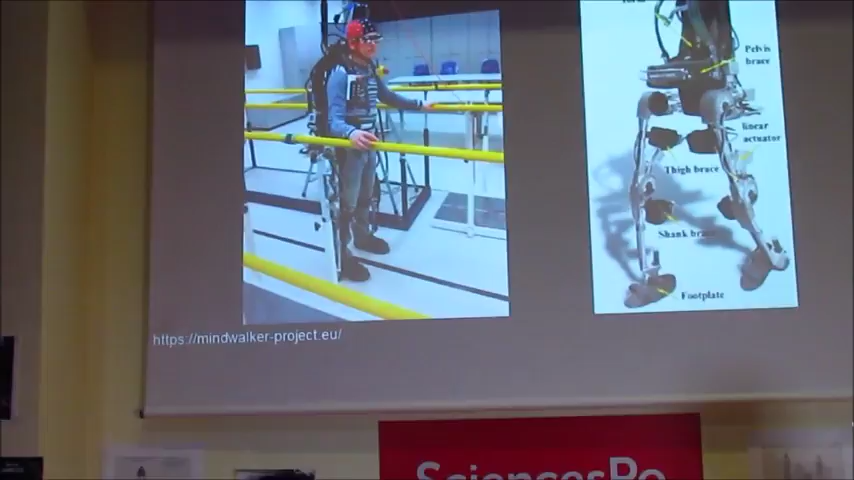 Pelvis
brace
linear
actuator
Thigh brace
Shank brace
Footplate
https://mindwalker-project.eu/
SciencesPo